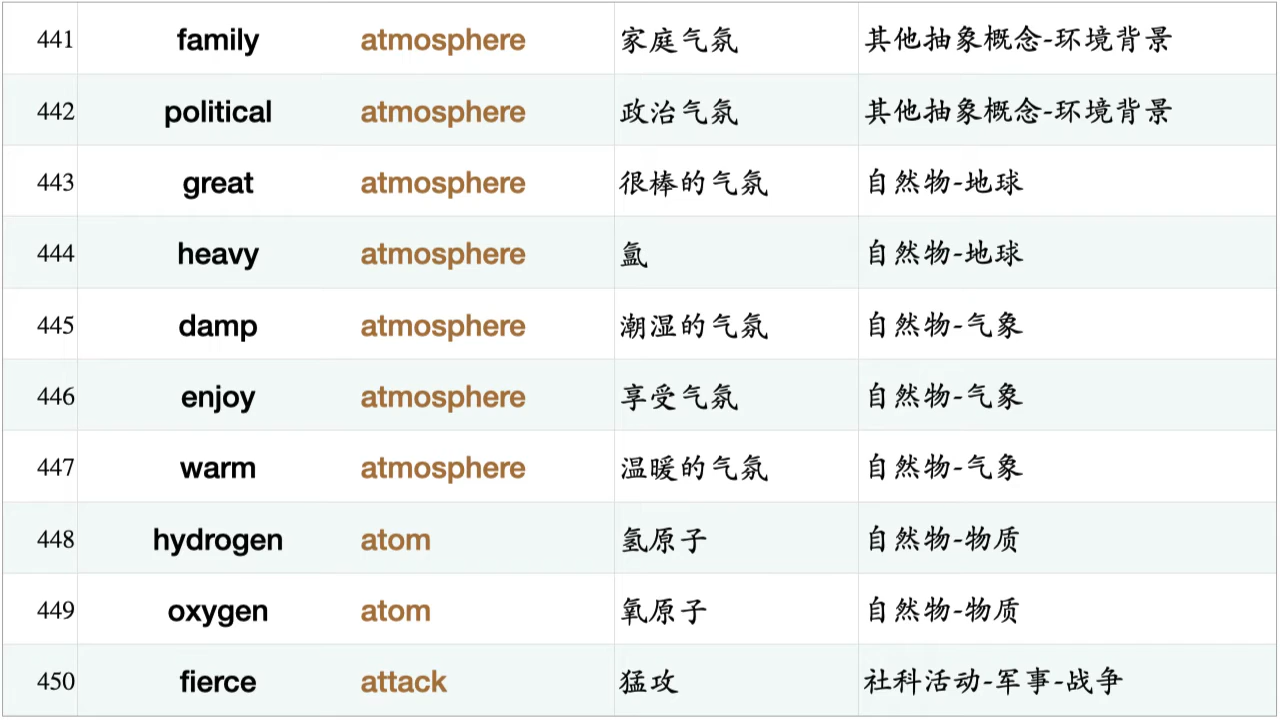 441 family atmosphere 家庭气氛 其他抽象概念-环境背景
442 political atmosphere 政治气氛 其他抽象概念-环境背景
443 great atmosphere 很棒的气氛 自然物-地球
444 heavy atmosphere 氩 自然物-地球
445 damp atmosphere 潮湿的气氛 自然物-气象
446 enjoy atmosphere 享受气氛 自然物-气象
447 warm atmosphere 温暖的气氛 自然物-气象
448 hydrogen atom 氢原子 自然物-物质
449 oxygen atom 氧原子 自然物-物质
450 fierce attack 猛攻 社科活动-军事-战争